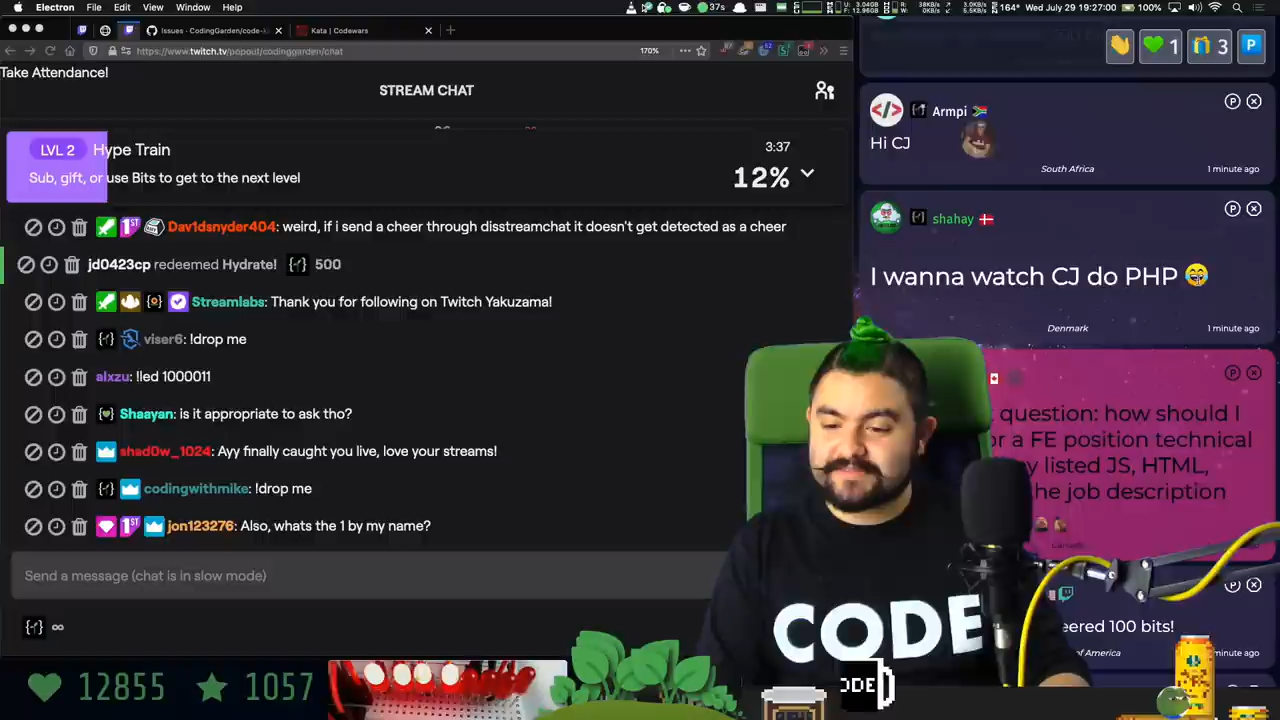 Electron File Edit View Window Help
37% 164° Wed July 29 19:27:00 100%
Issues · CodingGarden/code-k
Kata | Codewars
https://www.twitch.tv/popout/codinggarden/chat
170%
Take Attendance!
STREAM CHAT
LVL 2 Hype Train
3:37
Sub, gift, or use Bits to get to the next level
12%
Dav1dsnyder404: weird, if i send a cheer through disstreamchat it doesn't get detected as a cheer
jd0423cp redeemed Hydrate! 500
Streamlabs: Thank you for following on Twitch Yakuzama!
viser6: !drop me
alxzu: !led 1000011
Shaayan: is it appropriate to ask tho?
shad0w_1024: Ayy finally caught you live, love your streams!
codingwithmike: !drop me
jon123276: Also, whats the 1 by my name?
Send a message (chat is in slow mode)
∞
12855
1057
1
3
P
Armpi
Hi CJ
South Africa
1 minute ago
shahay
I wanna watch CJ do PHP
Denmark
1 minute ago
question: how should I
or a FE position technical
y listed JS, HTML,
he job description
eered 100 bits!
of America
minute ago
CODE
ODE